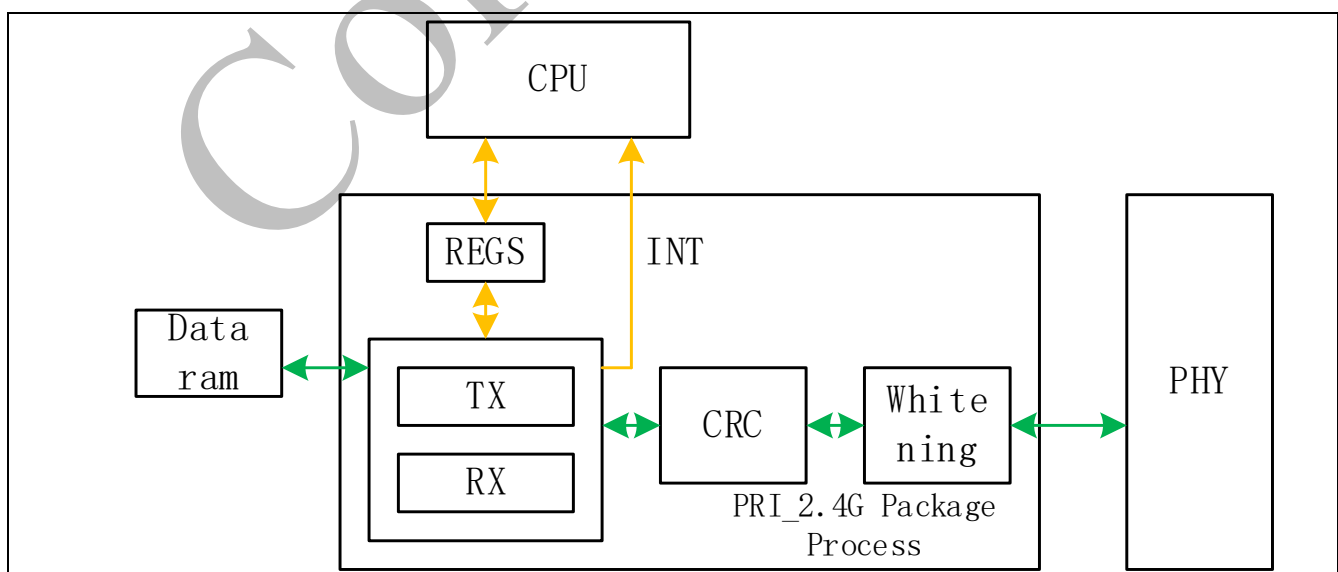 CPU
REGS
INT
Data
ram
TX
RX
CRC
White
ning
PHY
PRI_2.4G Package
Process